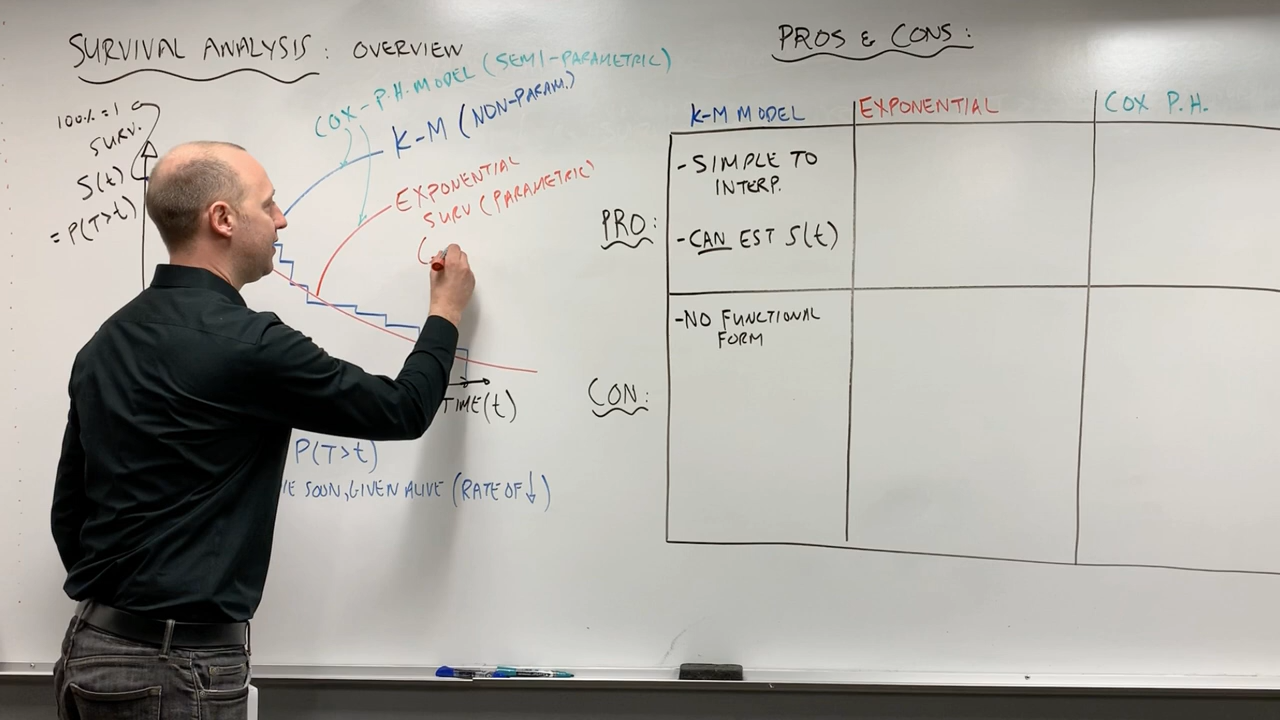 SURVIVAL ANALYSIS: OVERVIEW
100% = 1
SURV.
S(t)
= P(T>t)
COX - P.H. MODEL (SEMI-PARAMETRIC)
K-M (NON-PARAM.)
EXPONENTIAL
SURV (PARAMETRIC)
(
TIME(t)
P(T>t)
SOON, GIVEN ALIVE (RATE OF ↓)
PROS & CONS:
K-M MODEL
EXPONENTIAL
COX P.H.
PRO:
- SIMPLE TO
INTERP.
- CAN EST S(t)
CON:
- NO FUNCTIONAL
FORM